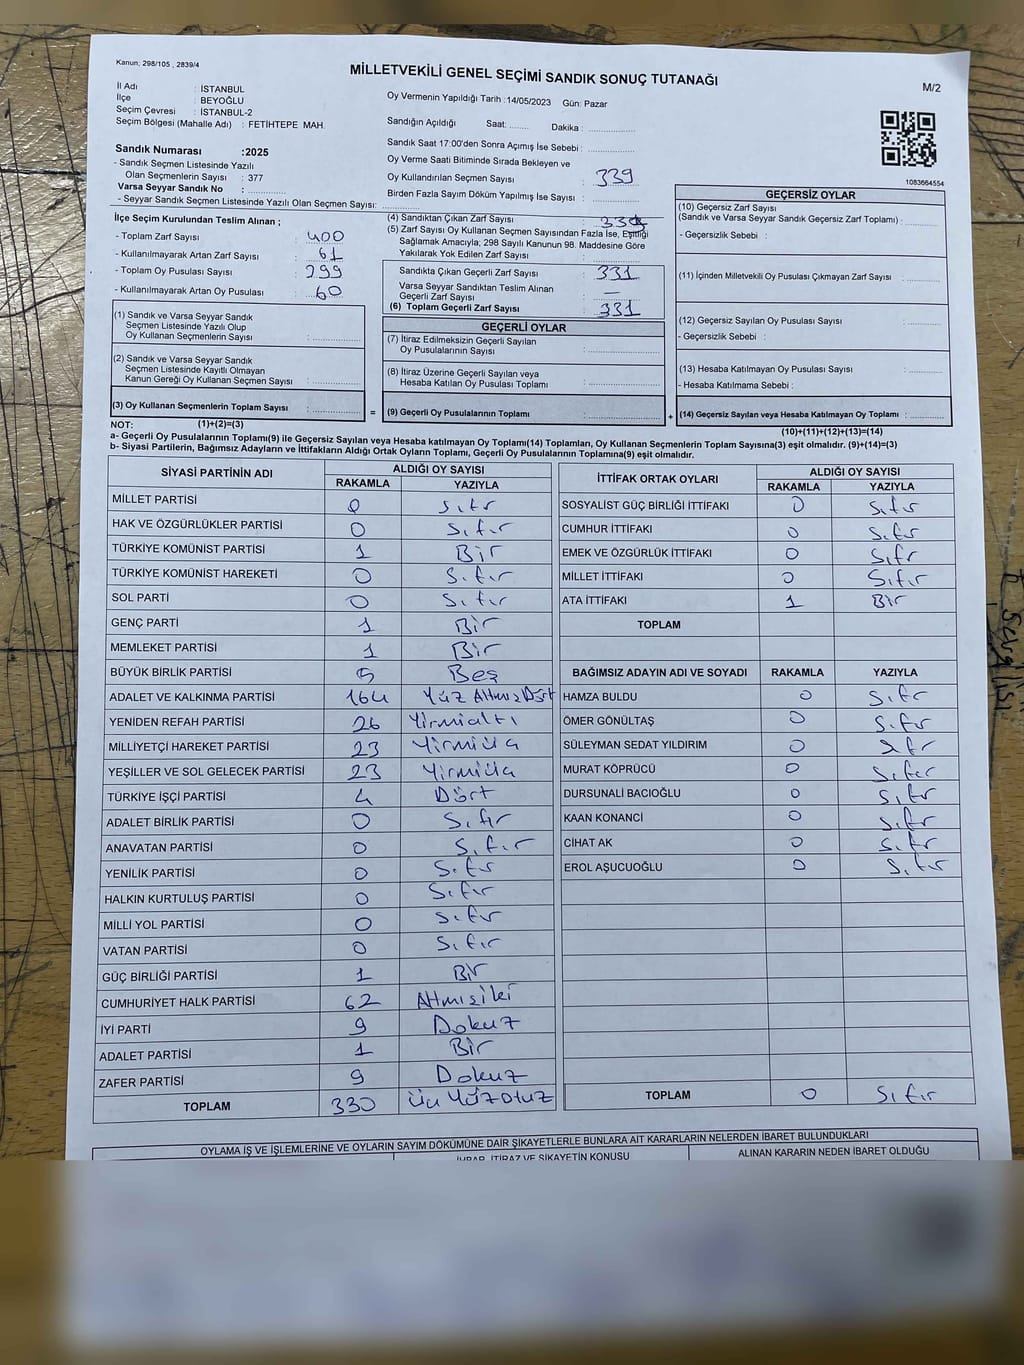 Kanun: 298/105 , 2839/4
MİLLETVEKİLİ GENEL SEÇİMİ SANDIK SONUÇ TUTANAĞI
M/2
İl Adı : İSTANBUL
İlçe : BEYOĞLU
Seçim Çevresi : İSTANBUL-2
Seçim Bölgesi (Mahalle Adı) : FETİHTEPE MAH.
Oy Vermenin Yapıldığı Tarih :14/05/2023 Gün: Pazar
Sandığın Açıldığı Saat: ........ Dakika : ....................
Sandık Saat 17:00'den Sonra Açımış İse Sebebi : ....................
Oy Verme Saati Bitiminde Sırada Bekleyen ve
Oy Kullandırılan Seçmen Sayısı : 339
Birden Fazla Sayım Döküm Yapılmış İse Sayısı : ....................
1083664554
Sandık Numarası :2025
- Sandık Seçmen Listesinde Yazılı
Olan Seçmenlerin Sayısı : 377
Varsa Seyyar Sandık No : ..............
- Seyyar Sandık Seçmen Listesinde Yazılı Olan Seçmen Sayısı: ..............
İlçe Seçim Kurulundan Teslim Alınan ;
- Toplam Zarf Sayısı : 400
- Kullanılmayarak Artan Zarf Sayısı : 61
- Toplam Oy Pusulası Sayısı : 399
- Kullanılmayarak Artan Oy Pusulası : 60
(4) Sandıktan Çıkan Zarf Sayısı :
(5) Zarf Sayısı Oy Kullanan Seçmen Sayısından Fazla İse, Eşitliği
Sağlamak Amacıyla; 298 Sayılı Kanunun 98. Maddesine Göre
Yakılarak Yok Edilen Zarf Sayısı :
Sandıkta Çıkan Geçerli Zarf Sayısı : 331
Varsa Seyyar Sandıktan Teslim Alınan
Geçerli Zarf Sayısı : —
(6) Toplam Geçerli Zarf Sayısı : 331
GEÇERSİZ OYLAR
(10) Geçersiz Zarf Sayısı
(Sandık ve Varsa Seyyar Sandık Geçersiz Zarf Toplamı) :
- Geçersizlik Sebebi :
(11) İçinden Milletvekili Oy Pusulası Çıkmayan Zarf Sayısı :
(12) Geçersiz Sayılan Oy Pusulası Sayısı :
- Geçersizlik Sebebi :
(13) Hesaba Katılmayan Oy Pusulası Sayısı :
- Hesaba Katılmama Sebebi :
(14) Geçersiz Sayılan veya Hesaba Katılmayan Oy Toplamı :
(10)+(11)+(12)+(13)=(14)
(1) Sandık ve Varsa Seyyar Sandık
Seçmen Listesinde Yazılı Olup
Oy Kullanan Seçmenlerin Sayısı :
(2) Sandık ve Varsa Seyyar Sandık
Seçmen Listesinde Kayıtlı Olmayan
Kanun Gereği Oy Kullanan Seçmen Sayısı :
(3) Oy Kullanan Seçmenlerin Toplam Sayısı :
=
GEÇERLİ OYLAR
(7) İtiraz Edilmeksizin Geçerli Sayılan
Oy Pusulalarının Sayısı :
(8) İtiraz Üzerine Geçerli Sayılan veya
Hesaba Katılan Oy Pusulası Toplamı :
(9) Geçerli Oy Pusulalarının Toplamı :
+
NOT: (1)+(2)=(3)
a- Geçerli Oy Pusulalarının Toplamı(9) ile Geçersiz Sayılan veya Hesaba katılmayan Oy Toplamı(14) Toplamları, Oy Kullanan Seçmenlerin Toplam Sayısına(3) eşit olmalıdır. (9)+(14)=(3)
b- Siyasi Partilerin, Bağımsız Adayların ve İttifakların Aldığı Ortak Oyların Toplamı, Geçerli Oy Pusulalarının Toplamına(9) eşit olmalıdır.
SİYASİ PARTİNİN ADI ALDIĞI OY SAYISI
RAKAMLA YAZIYLA
MİLLET PARTİSİ 0 Sıfır
HAK VE ÖZGÜRLÜKLER PARTİSİ 0 Sıfır
TÜRKİYE KOMÜNİST PARTİSİ 1 Bir
TÜRKİYE KOMÜNİST HAREKETİ 0 Sıfır
SOL PARTİ 0 Sıfır
GENÇ PARTİ 1 Bir
MEMLEKET PARTİSİ 1 Bir
BÜYÜK BİRLİK PARTİSİ 5 Beş
ADALET VE KALKINMA PARTİSİ 164 Yüz Altmış Dört
YENİDEN REFAH PARTİSİ 26 Yirmialtı
MİLLİYETÇİ HAREKET PARTİSİ 23 Yirmiüç
YEŞİLLER VE SOL GELECEK PARTİSİ 23 Yirmiüç
TÜRKİYE İŞÇİ PARTİSİ 4 Dört
ADALET BİRLİK PARTİSİ 0 Sıfır
ANAVATAN PARTİSİ 0 Sıfır
YENİLİK PARTİSİ 0 Sıfır
HALKIN KURTULUŞ PARTİSİ 0 Sıfır
MİLLİ YOL PARTİSİ 0 Sıfır
VATAN PARTİSİ 0 Sıfır
GÜÇ BİRLİĞİ PARTİSİ 1 Bir
CUMHURİYET HALK PARTİSİ 62 Altmışiki
İYİ PARTİ 9 Dokuz
ADALET PARTİSİ 1 Bir
ZAFER PARTİSİ 9 Dokuz
TOPLAM 330 Üç Yüzotuz
İTTİFAK ORTAK OYLARI ALDIĞI OY SAYISI
RAKAMLA YAZIYLA
SOSYALİST GÜÇ BİRLİĞİ İTTİFAKI 0 Sıfır
CUMHUR İTTİFAKI 0 Sıfır
EMEK VE ÖZGÜRLÜK İTTİFAKI 0 Sıfır
MİLLET İTTİFAKI 0 Sıfır
ATA İTTİFAKI 1 Bir
TOPLAM
BAĞIMSIZ ADAYIN ADI VE SOYADI RAKAMLA YAZIYLA
HAMZA BULDU 0 Sıfır
ÖMER GÖNÜLTAŞ 0 Sıfır
SÜLEYMAN SEDAT YILDIRIM 0 Sıfır
MURAT KÖPRÜCÜ 0 Sıfır
DURSUNALİ BACIOĞLU 0 Sıfır
KAAN KONANCİ 0 Sıfır
CİHAT AK 0 Sıfır
EROL AŞUCUOĞLU 0 Sıfır
TOPLAM 0 Sıfır
OYLAMA İŞ VE İŞLEMLERİNE VE OYLARIN SAYIM DÖKÜMÜNE DAİR ŞİKAYETLERLE BUNLARA AİT KARARLARIN NELERDEN İBARET BULUNDUKLARI
İHBAR, İTİRAZ VE ŞİKAYETİN KONUSU ALINAN KARARIN NEDEN İBARET OLDUĞU